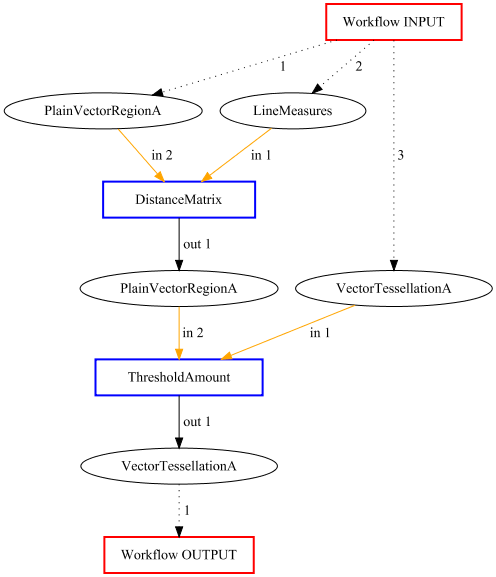 Workflow INPUT
1
2
PlainVectorRegionA
LineMeasures
in 2
in 1
3
DistanceMatrix
out 1
PlainVectorRegionA
VectorTessellationA
in 2
in 1
ThresholdAmount
out 1
VectorTessellationA
1
Workflow OUTPUT